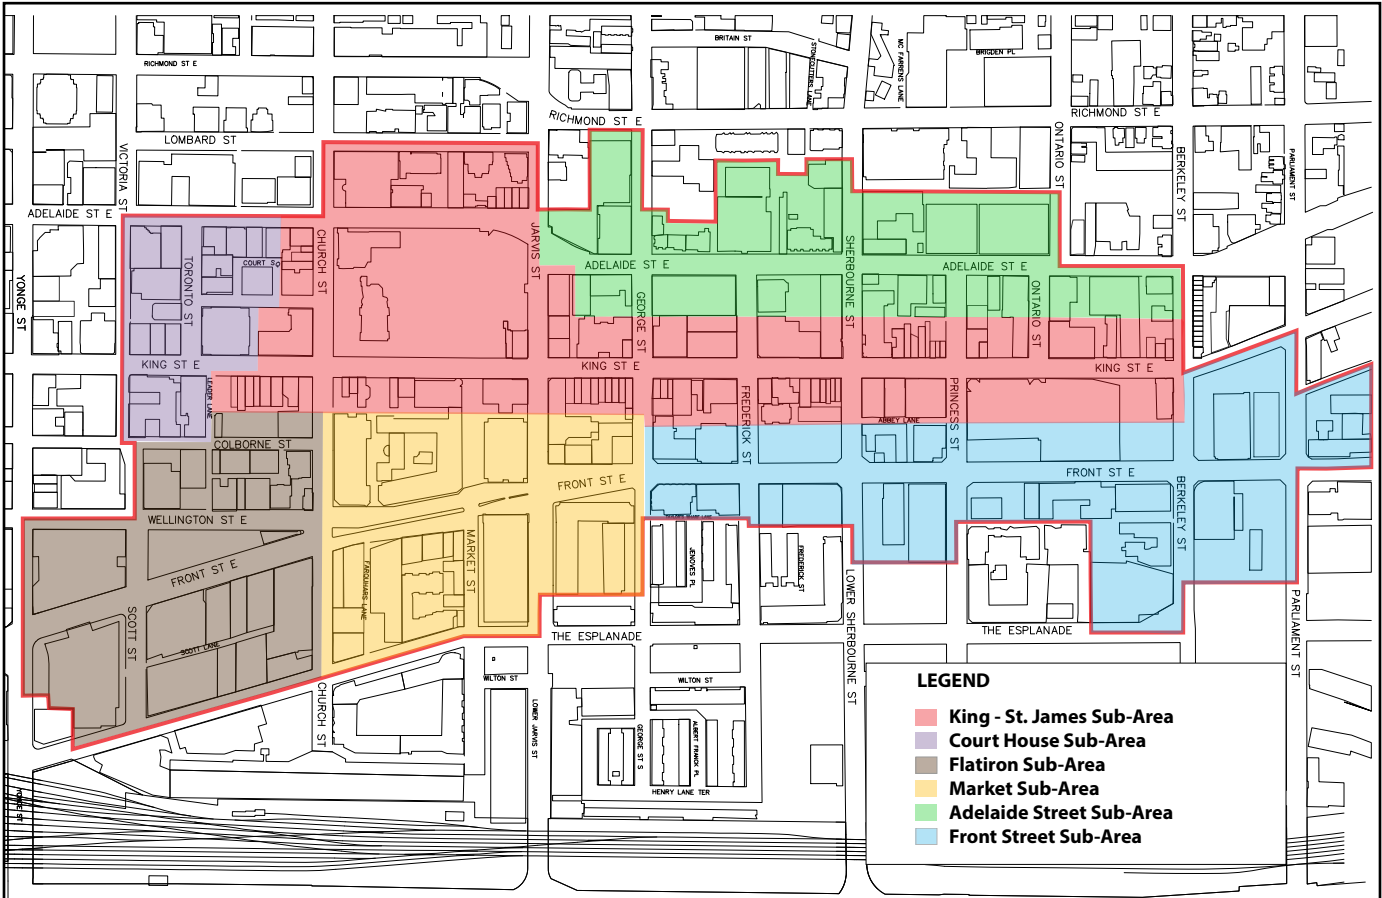 BRITAIN ST
STONECUTTERS LANE
MC FARRENS LANE
BRIGDEN PL
RICHMOND ST E
RICHMOND ST E
RICHMOND ST E
LOMBARD ST
VICTORIA ST
ONTARIO ST
BERKELEY ST
PARLIAMENT ST
ADELAIDE ST E
YONGE ST
TORONTO ST
COURT SQ
CHURCH ST
JARVIS ST
ADELAIDE ST E
GEORGE ST
SHERBOURNE ST
ADELAIDE ST E
ONTARIO ST
KING ST E
KING ST E
KING ST E
LEADER LANE
COLBORNE ST
FREDERICK ST
ABBEY LANE
PRINCESS ST
FRONT ST E
FRONT ST E
BERKELEY ST
WELLINGTON ST E
FRONT ST E
MARKET ST
FARQUHARS LANE
JENOVES PL
FREDERICK ST
SCOTT ST
SCOTT LANE
LOWER SHERBOURNE ST
THE ESPLANADE
THE ESPLANADE
PARLIAMENT ST
CHURCH ST
WILTON ST
WILTON ST
LOWER JARVIS ST
GEORGE ST S
ALBERT FRANCK PL
HENRY LANE TER
YONGE ST
LEGEND
King - St. James Sub-Area
Court House Sub-Area
Flatiron Sub-Area
Market Sub-Area
Adelaide Street Sub-Area
Front Street Sub-Area